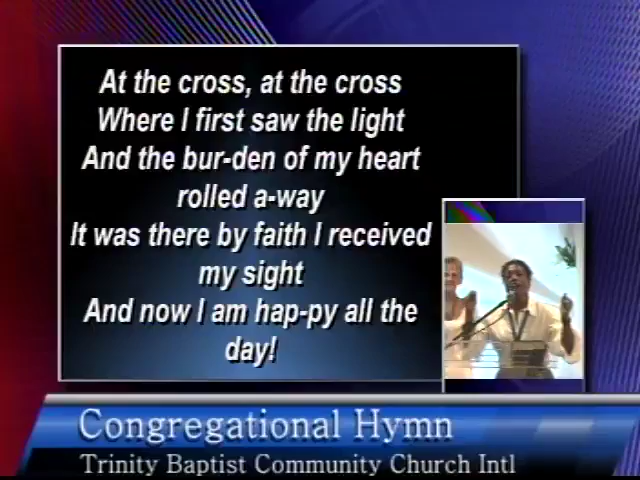 At the cross, at the cross
Where I first saw the light
And the bur-den of my heart
rolled a-way
It was there by faith I received
my sight
And now I am hap-py all the
day!
Congregational Hymn
Trinity Baptist Community Church Intl